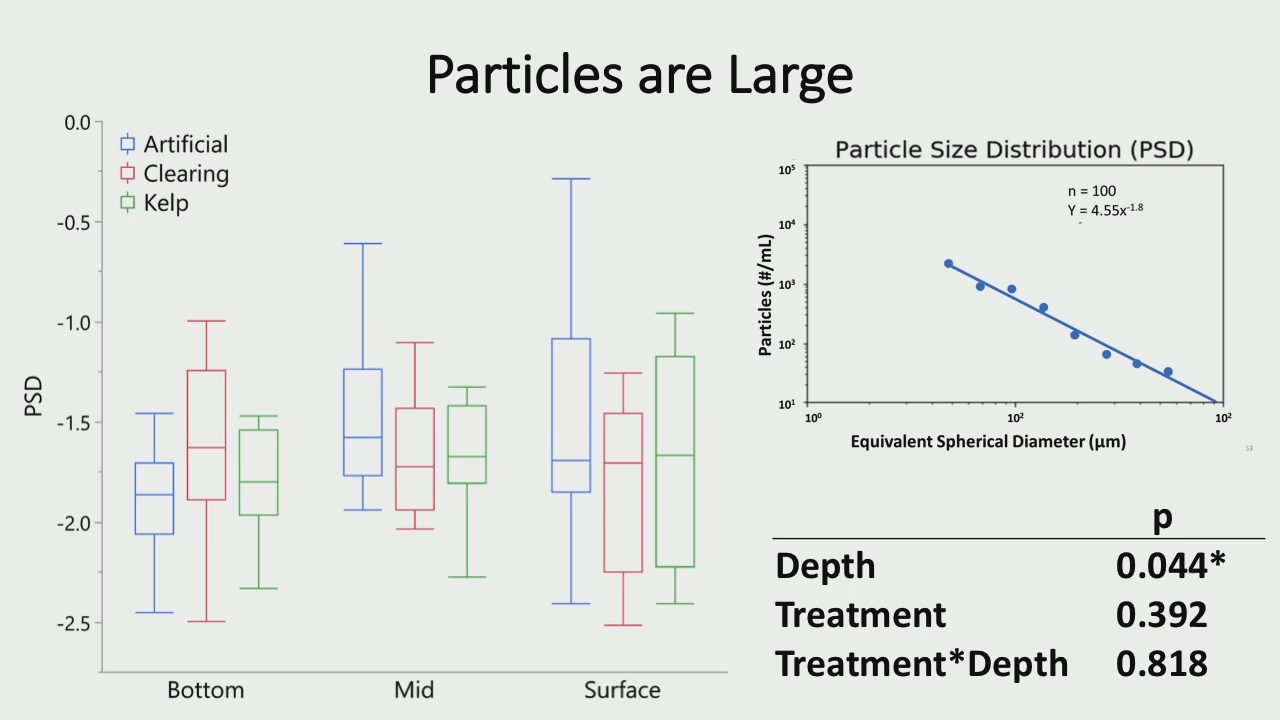 Particles are Large
0.0
-0.5
-1.0
-1.5
-2.0
-2.5
PSD
Artificial
Clearing
Kelp
Bottom Mid Surface
Particle Size Distribution (PSD)
n = 100
Y = 4.55x^-1.8
-
10⁵
10⁴
10³
10²
10¹
Particles (#/mL)
10⁰ 10² 10²
Equivalent Spherical Diameter (µm)
53
p
Depth 0.044*
Treatment 0.392
Treatment*Depth 0.818